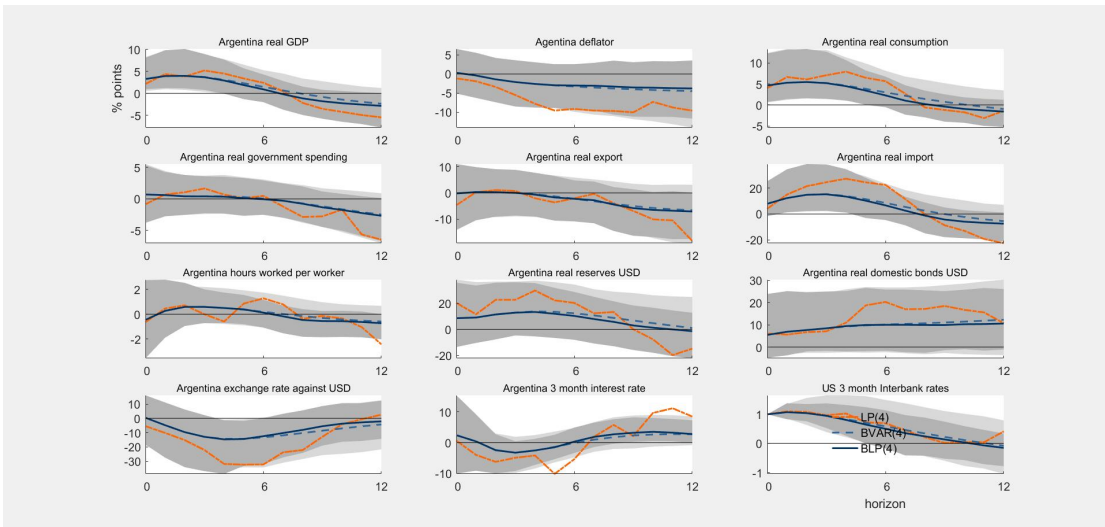 Argentina real GDP
10
5
0
-5
% points
0 6 12
Agentina deflator
5
0
-5
-10
0 6 12
Argentina real consumption
10
5
0
-5
0 6 12
Argentina real government spending
5
0
-5
0 6 12
Argentina real export
10
0
-10
0 6 12
Argentina real import
20
0
-20
0 6 12
Argentina hours worked per worker
2
0
-2
0 6 12
Argentina real reserves USD
20
0
-20
0 6 12
Argentina real domestic bonds USD
30
20
10
0
0 6 12
Argentina exchange rate against USD
10
0
-10
-20
-30
0 6 12
Argentina 3 month interest rate
10
0
-10
0 6 12
US 3 month Interbank rates
1
0
-1
LP(4)
BVAR(4)
BLP(4)
0 6 12
horizon